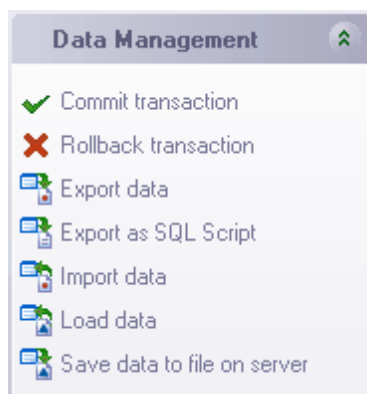 Data Management
Commit transaction
Rollback transaction
Export data
Export as SQL Script
Import data
Load data
Save data to file on server